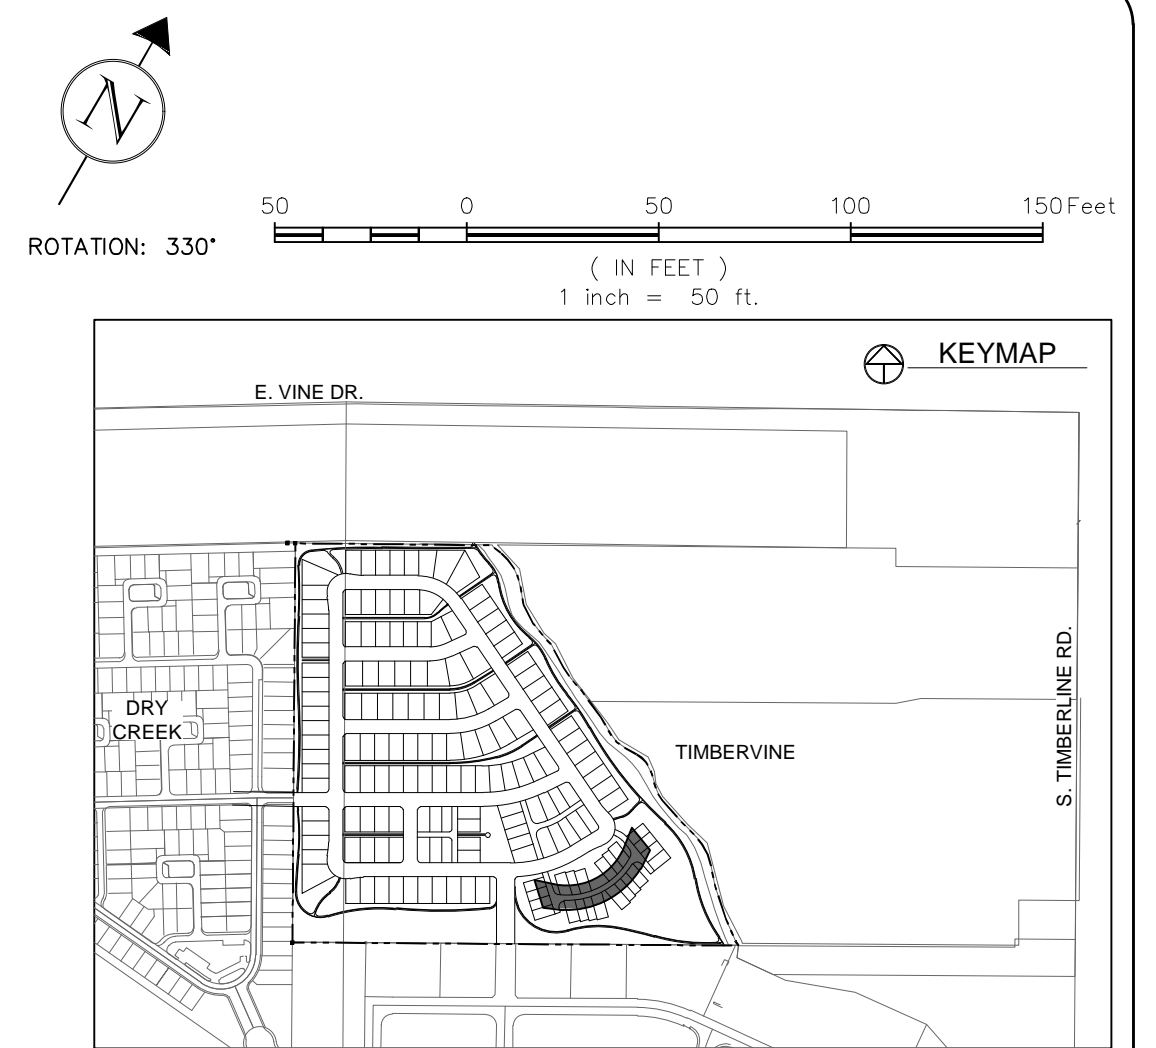 N
ROTATION: 330°
50 0 50 100 150 Feet
( IN FEET )
1 inch = 50 ft.
KEYMAP
E. VINE DR.
DRY
CREEK
TIMBERVINE
S. TIMBERLINE RD.